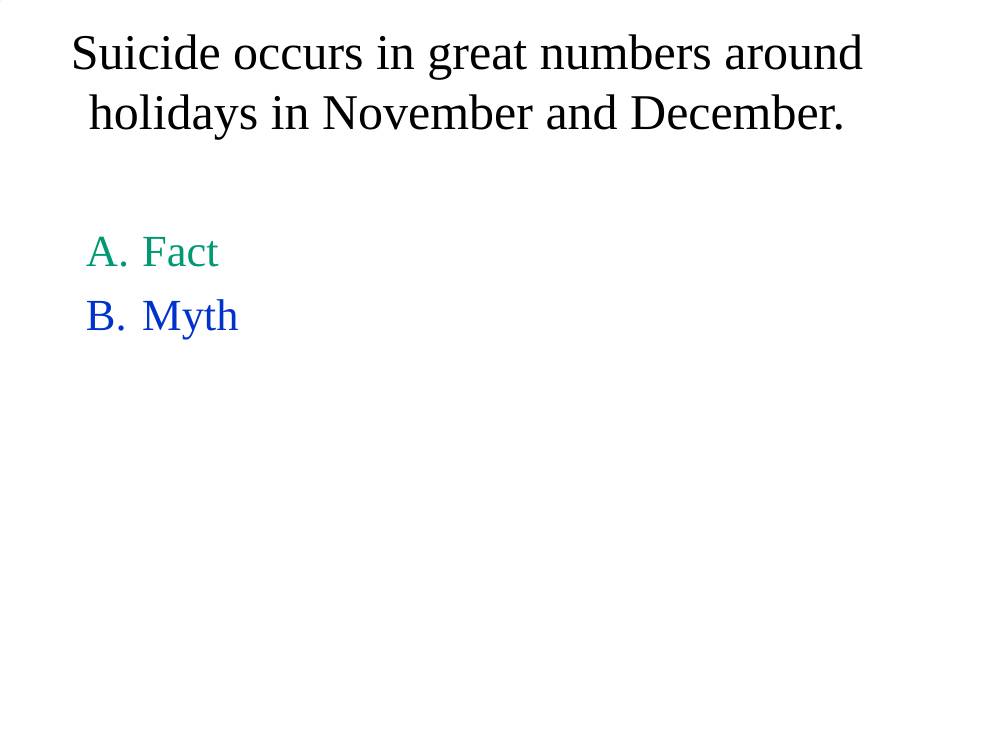 Suicide occurs in great numbers around
holidays in November and December.
A. Fact
B. Myth